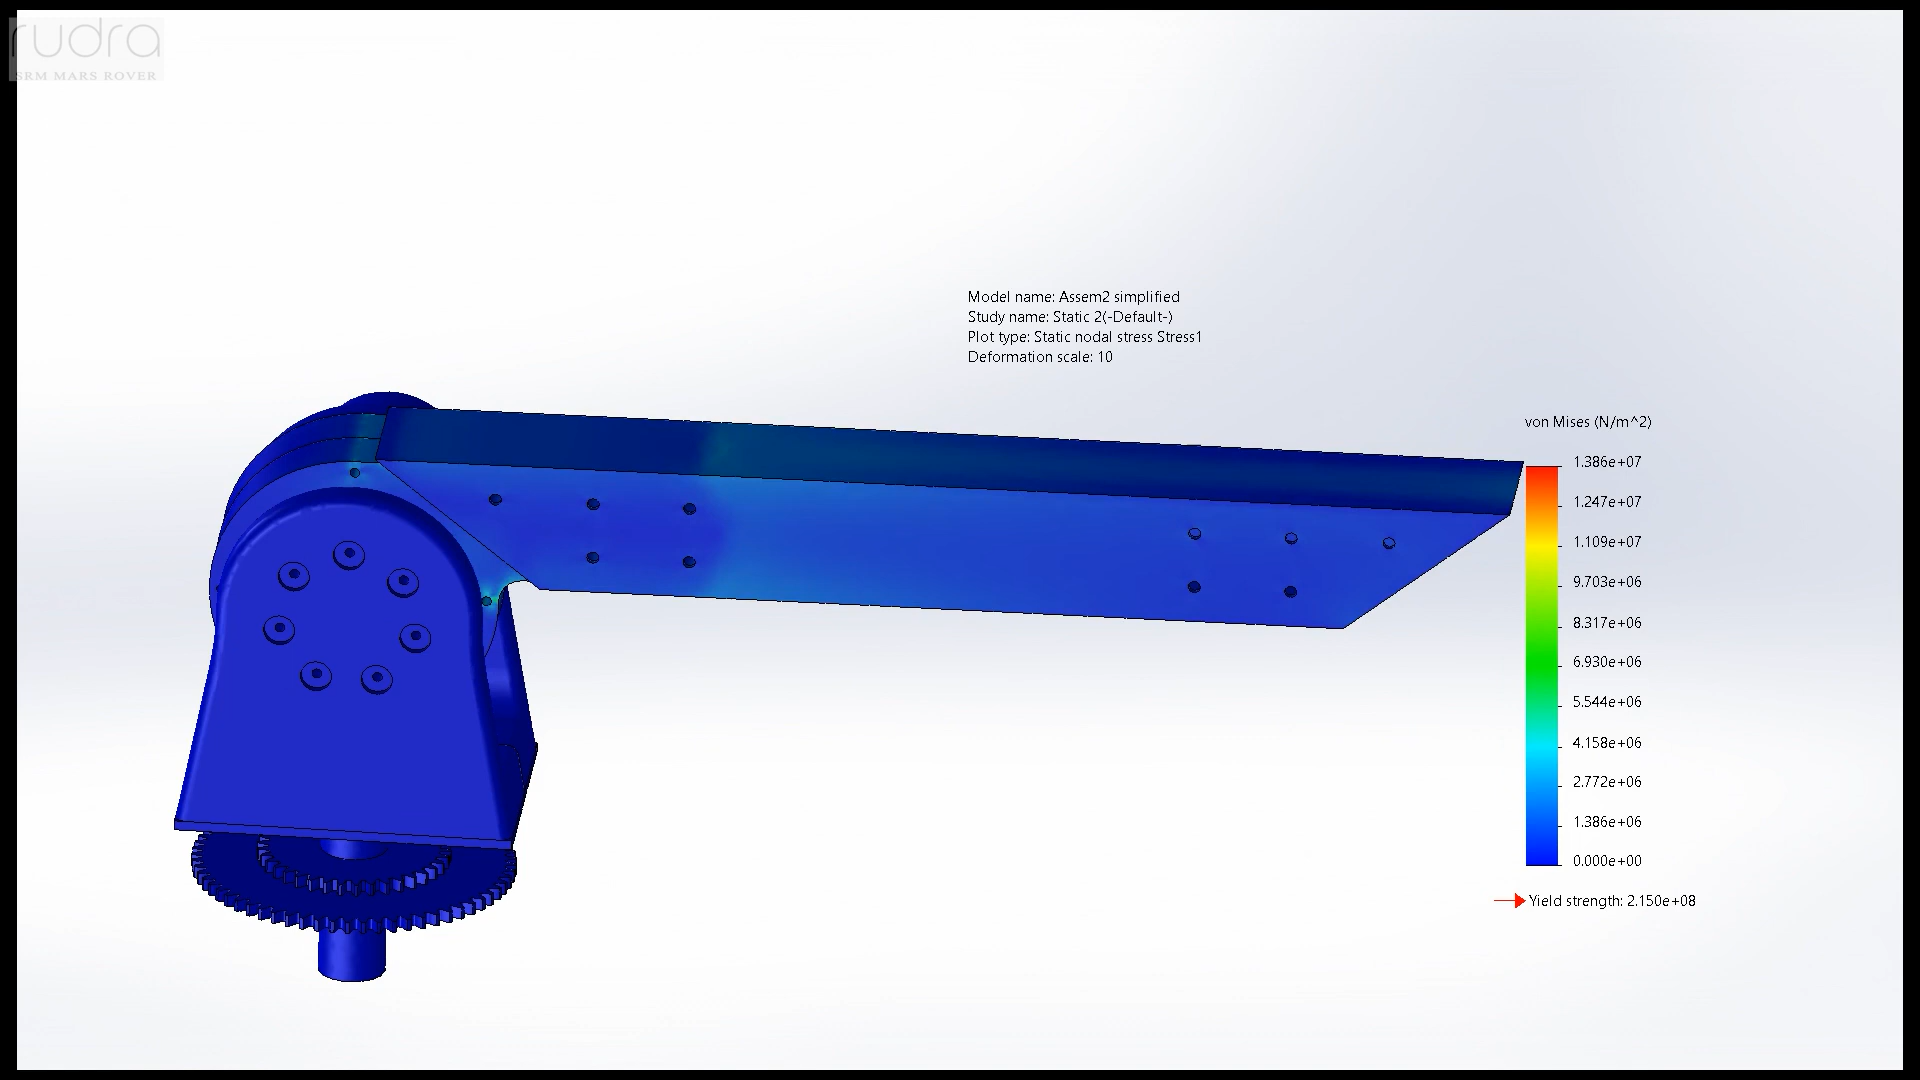 rudra
SRM MARS ROVER
Model name: Assem2 simplified
Study name: Static 2(-Default-)
Plot type: Static nodal stress Stress1
Deformation scale: 10
von Mises (N/m^2)
1.386e+07
1.247e+07
1.109e+07
9.703e+06
8.317e+06
6.930e+06
5.544e+06
4.158e+06
2.772e+06
1.386e+06
0.000e+00
Yield strength: 2.150e+08